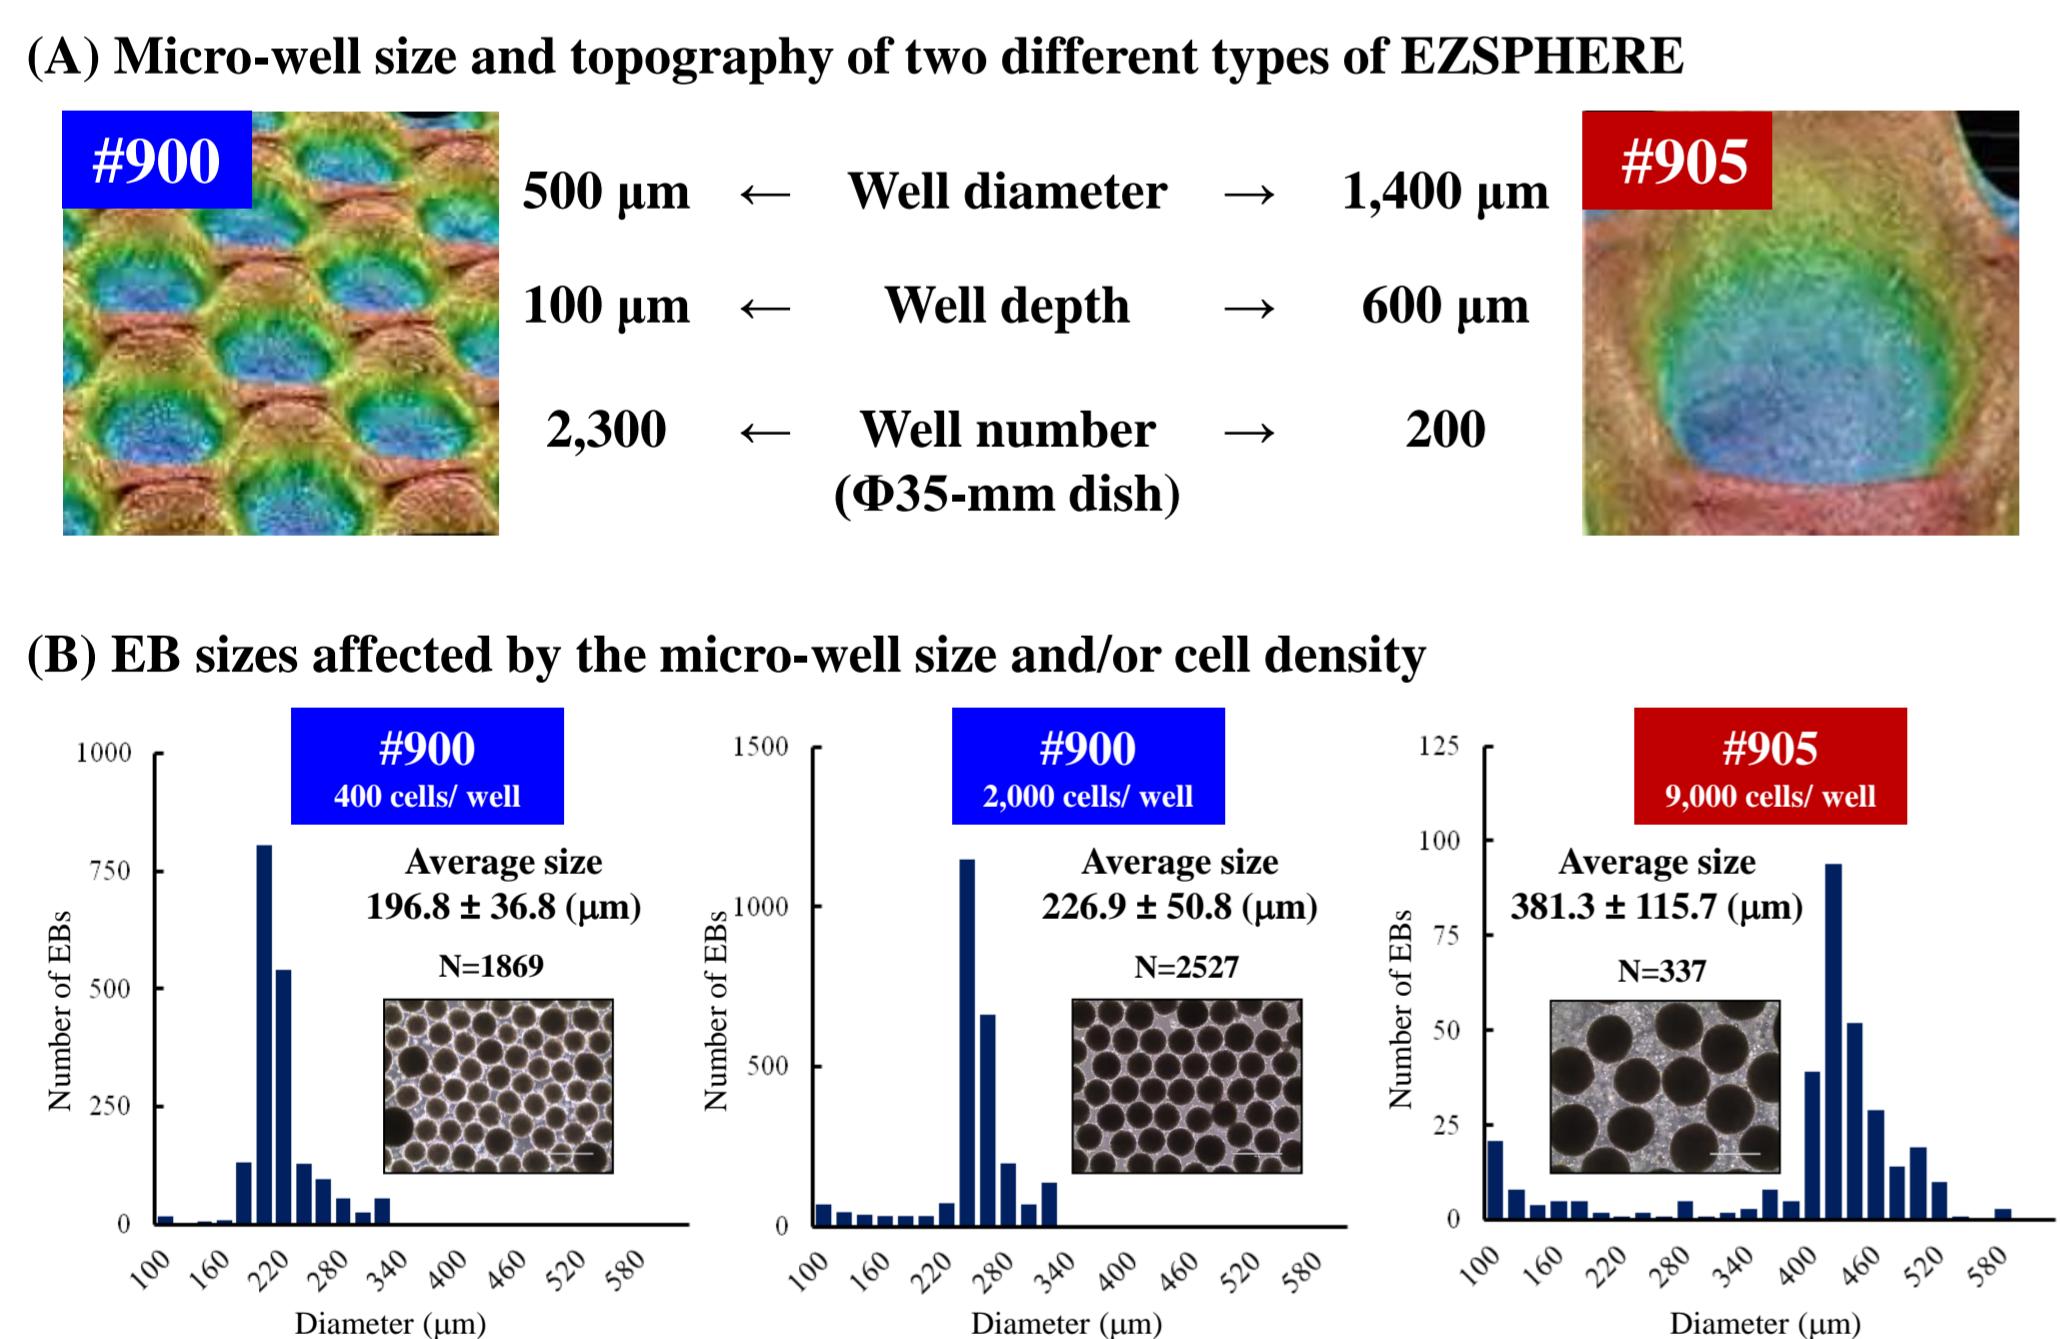 (A) Micro-well size and topography of two different types of EZSPHERE
#900
500 μm ← Well diameter → 1,400 μm
#905
100 μm ← Well depth → 600 μm
2,300 ← Well number → 200
(Φ35-mm dish)
(B) EB sizes affected by the micro-well size and/or cell density
#900
400 cells/ well
Average size
196.8 ± 36.8 (μm)
N=1869
Number of EBs
1000
750
500
250
0
100 160 220 280 340 400 460 520 580
Diameter (μm)
#900
2,000 cells/ well
Average size
226.9 ± 50.8 (μm)
N=2527
Number of EBs
1500
1000
500
0
100 160 220 280 340 400 460 520 580
Diameter (μm)
#905
9,000 cells/ well
Average size
381.3 ± 115.7 (μm)
N=337
Number of EBs
125
100
75
50
25
0
100 160 220 280 340 400 460 520 580
Diameter (μm)